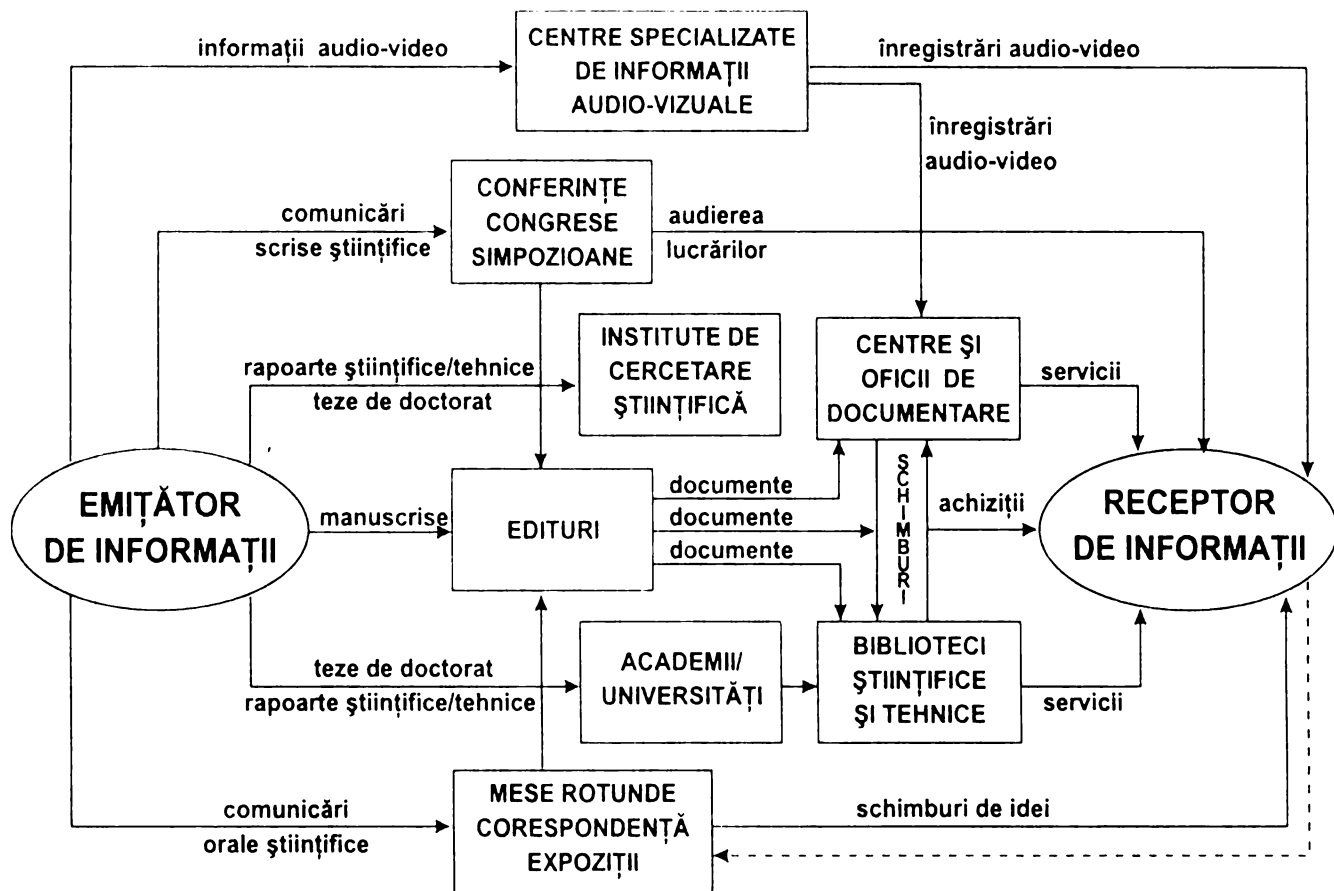 informații audio-video
CENTRE SPECIALIZATE
DE INFORMAȚII
AUDIO-VIZUALE
înregistrări audio-video
înregistrări
audio-video
comunicări
scrise științifice
CONFERINȚE
CONGRESE
SIMPOZIOANE
audierea
lucrărilor
rapoarte științifice/tehnice
teze de doctorat
INSTITUTE DE
CERCETARE
ȘTIINȚIFICĂ
CENTRE ȘI
OFICII DE
DOCUMENTARE
servicii
EMIȚĂTOR
DE INFORMAȚII
manuscrise
EDITURI
documente
documente
documente
SCHIMBURI
achiziții
RECEPTOR
DE INFORMAȚII
teze de doctorat
rapoarte științifice/tehnice
ACADEMII/
UNIVERSITĂȚI
BIBLIOTECI
ȘTIINȚIFICE
ȘI TEHNICE
servicii
comunicări
orale științifice
MESE ROTUNDE
CORESPONDENȚĂ
EXPOZIȚII
schimburi de idei